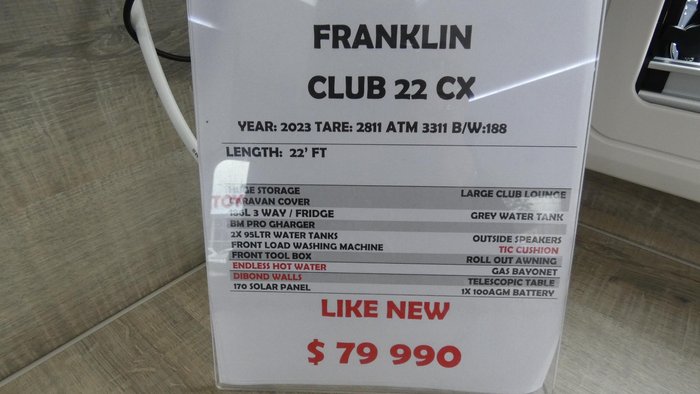 FRANKLIN
CLUB 22 CX
YEAR: 2023 TARE: 2811 ATM 3311 B/W:188
LENGTH: 22' FT
HUGE STORAGE LARGE CLUB LOUNGE
CARAVAN COVER
186L 3 WAY / FRIDGE GREY WATER TANK
BM PRO GHARGER
2X 95LTR WATER TANKS OUTSIDE SPEAKERS
FRONT LOAD WASHING MACHINE TIC CUSHION
FRONT TOOL BOX ROLL OUT AWNING
ENDLESS HOT WATER GAS BAYONET
DIBOND WALLS TELESCOPIC TABLE
170 SOLAR PANEL 1X 100AGM BATTERY
LIKE NEW
$ 79 990